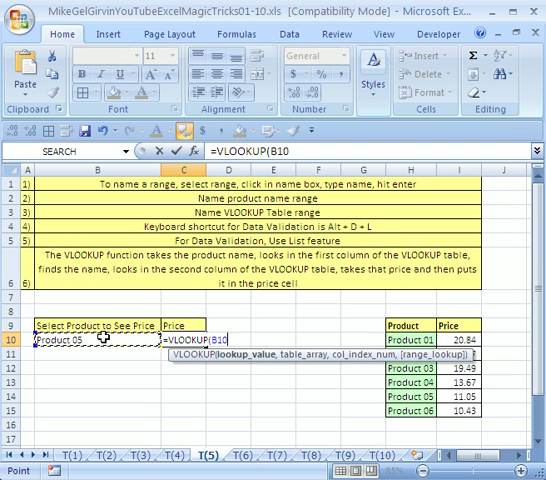 MikeGelGirvinYouTubeExcelMagicTricks01-10.xls [Compatibility Mode] - Microsoft Ex...
Home Insert Page Layout Formulas Data Review View Developer
11
Paste
Clipboard Font Alignment Number Styles Cells Editing
Insert
Delete
Format
SEARCH =VLOOKUP(B10
A B C D E F G H I J
1 1) To name a range, select range, click in name box, type name, hit enter
2 2) Name product name range
3 3) Name VLOOKUP Table range
4 4) Keyboard shortcut for Data Validation is Alt + D + L
5 5) For Data Validation, Use List feature
The VLOOKUP function takes the product name, looks in the first column of the VLOOKUP table,
finds the name, looks in the second column of the VLOOKUP table, takes that price and then puts
6 6) it in the price cell
7
8
9 Select Product to See Price Price Product Price
10 Product 05 =VLOOKUP(B10 Product 01 20.84
11 VLOOKUP(lookup_value, table_array, col_index_num, [range_lookup])
12 Product 03 19.49
13 Product 04 13.67
14 Product 05 11.05
15 Product 06 10.43
16
17
T(1) T(2) T(3) T(4) T(5) T(6) T(7) T(8) T(9) T(10)
Point 85%